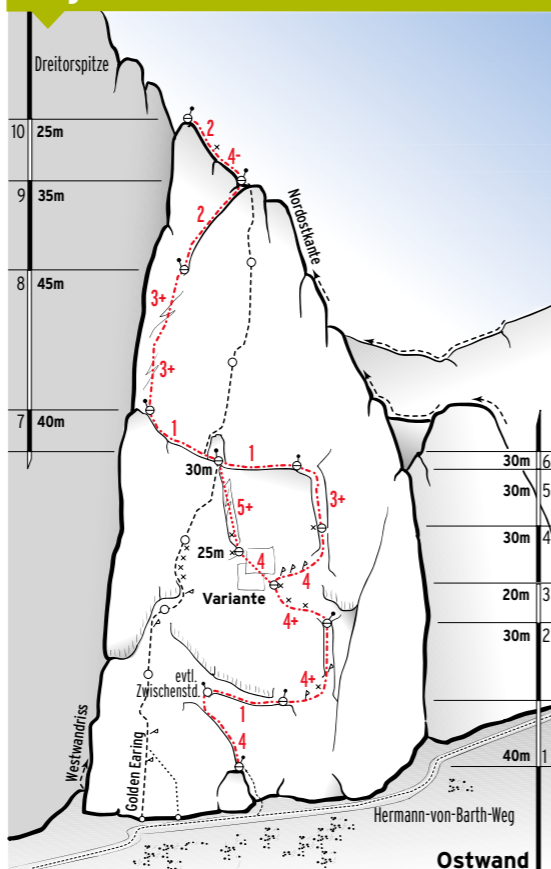 Dreitorspitze
10 25m
2
4-
9 35m
2
Nordostkante
8 45m
3+
3+
7 40m
1
30m
1
30m 6
5+
3+
30m 5
25m
4
4
30m 4
Variante
4+
20m 3
30m 2
evtl.
Zwischenstd.
4+
1
4
40m 1
Westwandriss
Golden Earing
Hermann-von-Barth-Weg
Ostwand